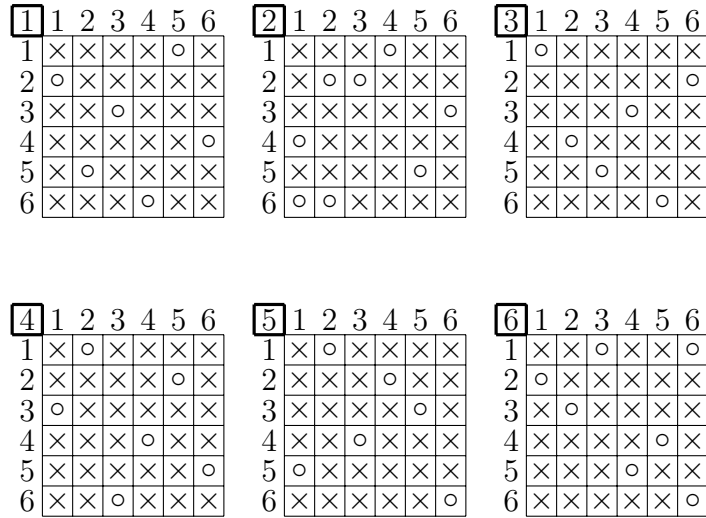 1 1 2 3 4 5 6 2 1 2 3 4 5 6 3 1 2 3 4 5 6
1 × × × × ○ × 1 × × × ○ × × 1 ○ × × × × ×
2 ○ × × × × × 2 × ○ ○ × × × 2 × × × × × ○
3 × × ○ × × × 3 × × × × × ○ 3 × × × ○ × ×
4 × × × × × ○ 4 ○ × × × × × 4 × ○ × × × ×
5 × ○ × × × × 5 × × × × ○ × 5 × × ○ × × ×
6 × × × ○ × × 6 ○ ○ × × × × 6 × × × × ○ ×
4 1 2 3 4 5 6 5 1 2 3 4 5 6 6 1 2 3 4 5 6
1 × ○ × × × × 1 × ○ × × × × 1 × × ○ × × ○
2 × × × × ○ × 2 × × × ○ × × 2 ○ × × × × ×
3 ○ × × × × × 3 × × × × ○ × 3 × ○ × × × ×
4 × × × ○ × × 4 × × ○ × × × 4 × × × × ○ ×
5 × × × × × ○ 5 ○ × × × × × 5 × × × ○ × ×
6 × × ○ × × × 6 × × × × × ○ 6 × × × × × ○